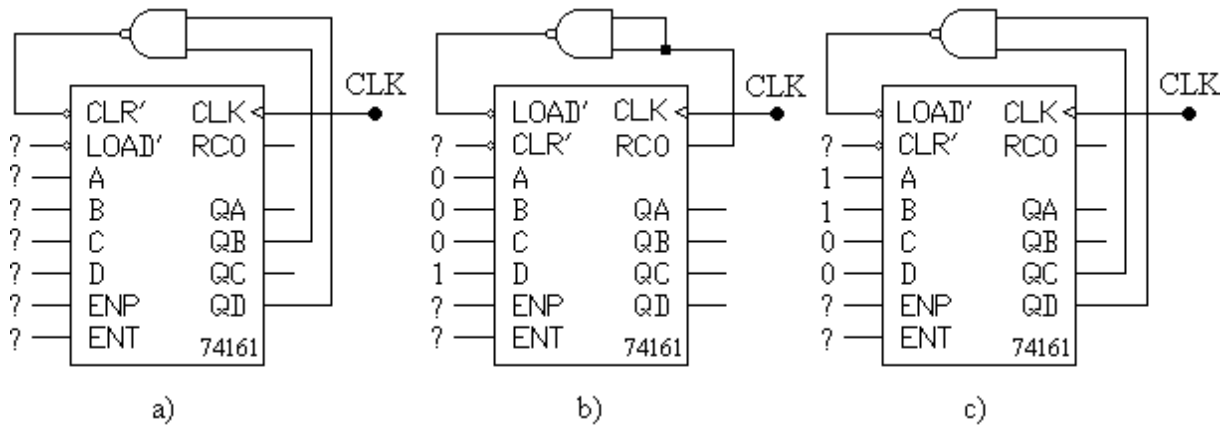 CLK
CLR' CLK
? LOAD' RCO
? A
? B QA
? C QB
? D QC
? ENP QD
? ENT 74161
a)
CLK
LOAD' CLK
? CLR' RCO
0 A
0 B QA
0 C QB
1 D QC
? ENP QD
? ENT 74161
b)
CLK
LOAD' CLK
? CLR' RCO
1 A
1 B QA
0 C QB
0 D QC
? ENP QD
? ENT 74161
c)